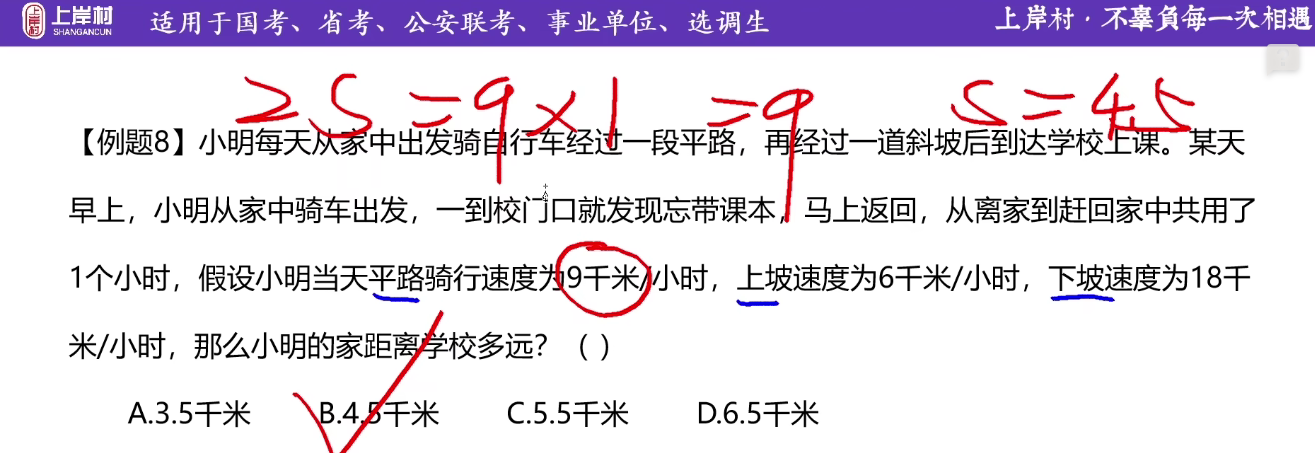 上岸村
SHANGANCUN
适用于国考、省考、公安联考、事业单位、选调生
上岸村·不辜負每一次相遇
2S=9×1=9
S=4.5
【例题8】小明每天从家中出发骑自行车经过一段平路，再经过一道斜坡后到达学校上课。某天
早上，小明从家中骑车出发，一到校门口就发现忘带课本，马上返回，从离家到赶回家中共用了
1个小时，假设小明当天平路骑行速度为9千米/小时，上坡速度为6千米/小时，下坡速度为18千
米/小时，那么小明的家距离学校多远？（ ）
A.3.5千米 B.4.5千米 C.5.5千米 D.6.5千米